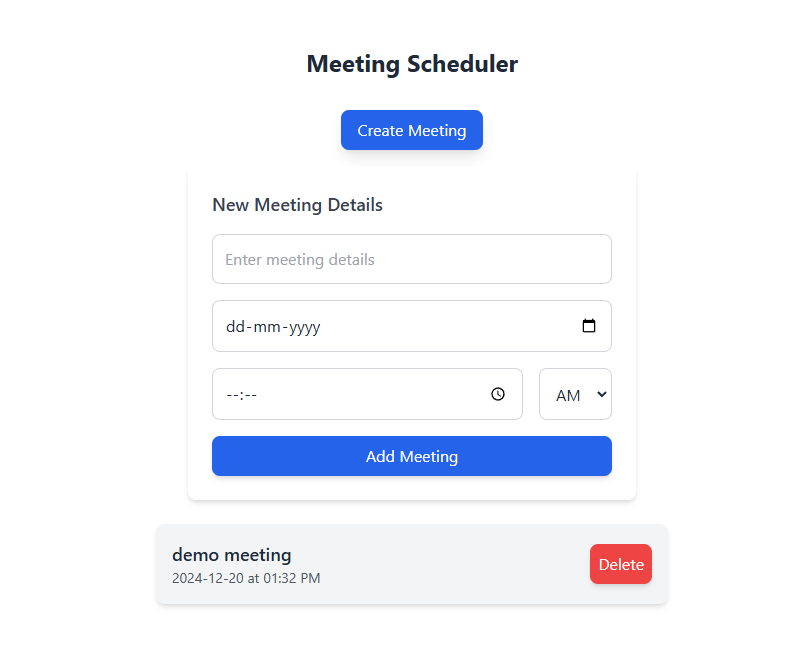 Meeting Scheduler
Create Meeting
New Meeting Details
Enter meeting details
dd-mm-yyyy
--:--
AM
Add Meeting
demo meeting
2024-12-20 at 01:32 PM
Delete